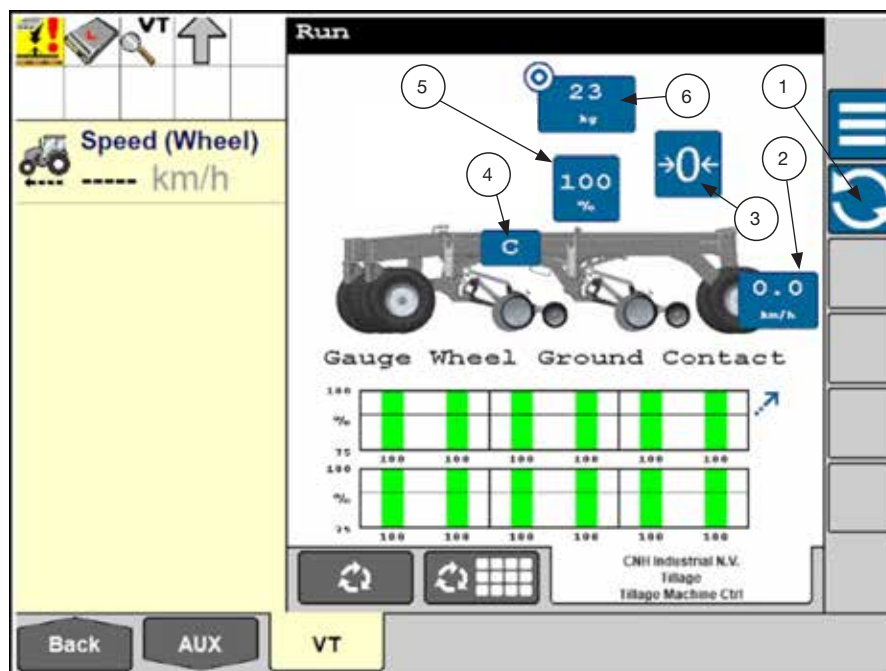 VT
L
Run
Speed (Wheel)
----- km/h
5
23
kg
6
1
100
%
→0←
2
4
3
C
0.0
km/h
Gauge Wheel Ground Contact
100
%
75
100 100 100 100 100 100
100
%
75
100 100 100 100 100 100
CNH Industrial N.V.
Tillage
Tillage Machine Ctrl
Back
AUX
VT